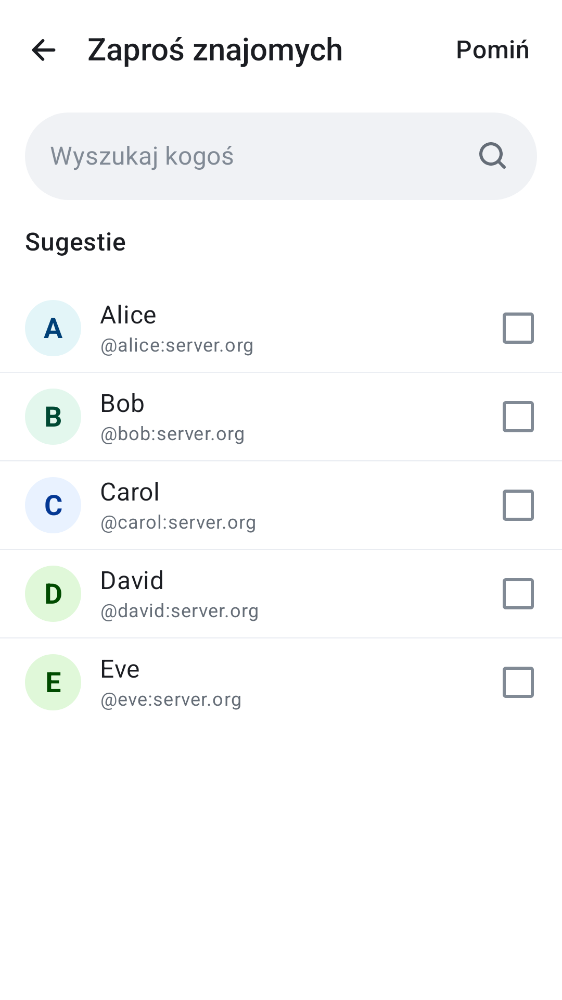 Zaproś znajomych
Pomiń
Wyszukaj kogoś
Sugestie
A
Alice
@alice:server.org
B
Bob
@bob:server.org
C
Carol
@carol:server.org
D
David
@david:server.org
E
Eve
@eve:server.org